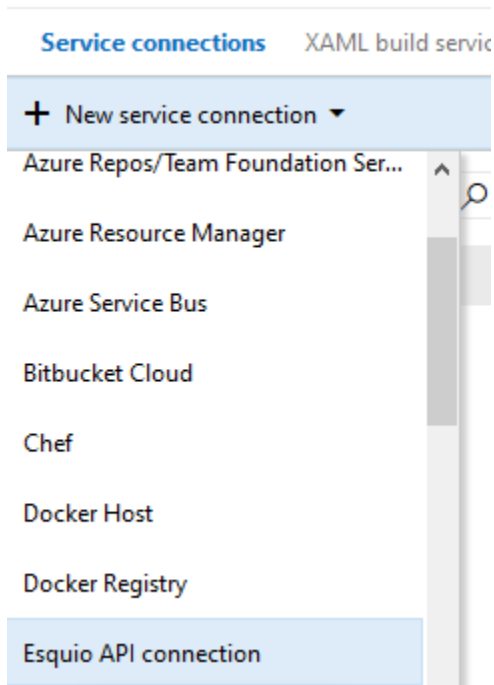 Service connections XAML build servic
+ New service connection
Azure Repos/Team Foundation Ser...
Azure Resource Manager
Azure Service Bus
Bitbucket Cloud
Chef
Docker Host
Docker Registry
Esquio API connection